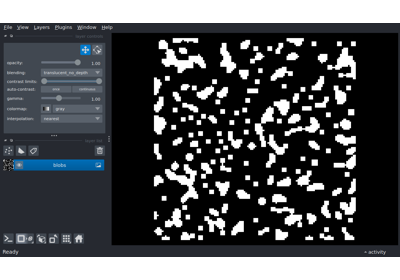 File View Layers Plugins Window Help
opacity: 1.00
blending: translucent_no_depth
contrast limits:
auto-contrast: once continuous
gamma: 1.00
colormap: gray
interpolation: nearest
blobs
Ready
activity